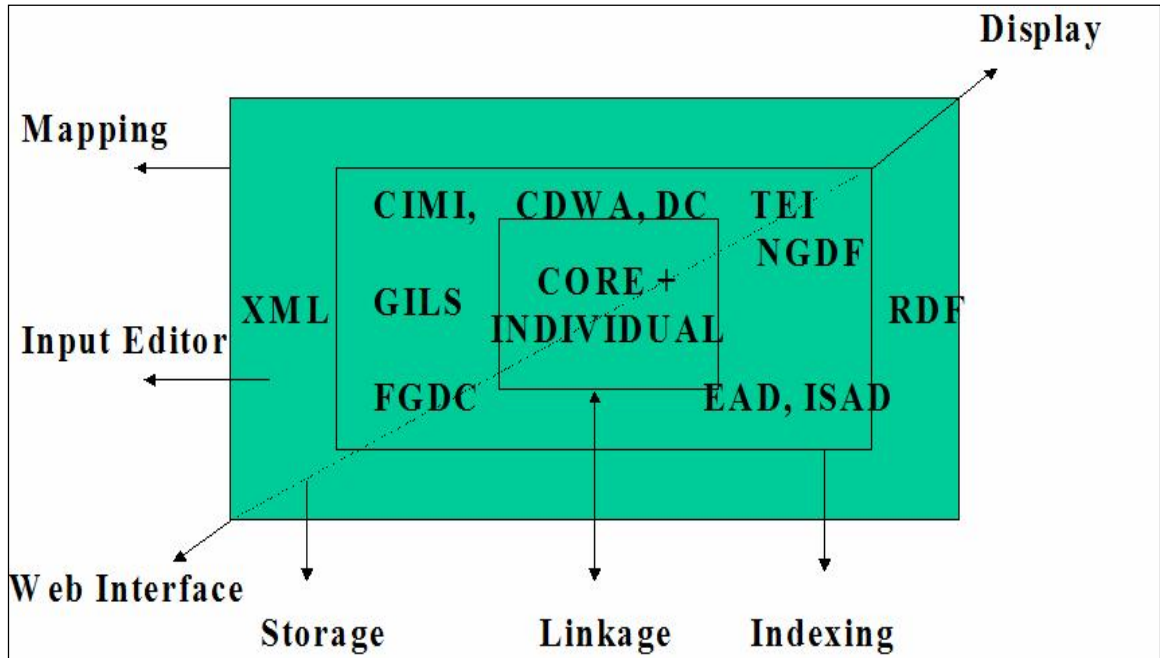 Display
Mapping
CIMI, CDWA, DC TEI
NGDF
CORE +
GILS
XML
RDF
INDIVIDUAL
Input Editor
FGDC
EAD, ISAD
Web Interface
Storage
Linkage
Indexing